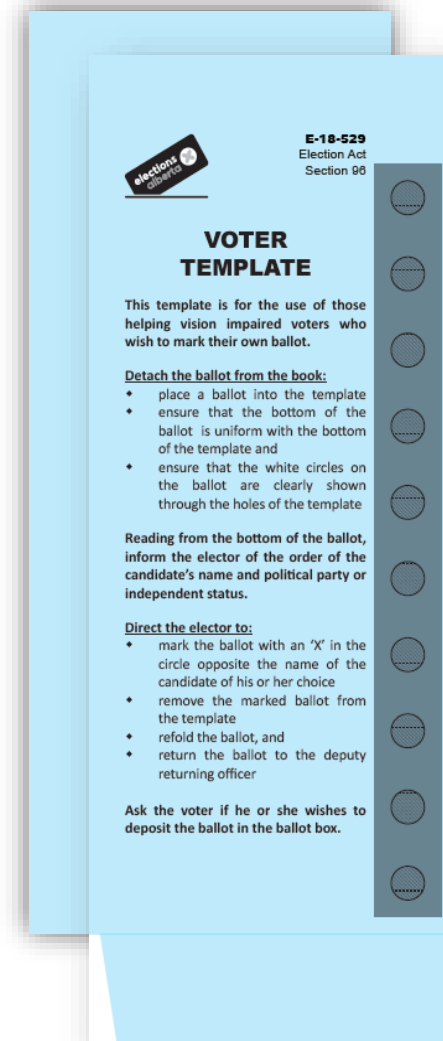 elections
alberta
E-18-529
Election Act
Section 96
VOTER
TEMPLATE
This template is for the use of those
helping vision impaired voters who
wish to mark their own ballot.
Detach the ballot from the book:
• place a ballot into the template
• ensure that the bottom of the
ballot is uniform with the bottom
of the template and
• ensure that the white circles on
the ballot are clearly shown
through the holes of the template
Reading from the bottom of the ballot,
inform the elector of the order of the
candidate's name and political party or
independent status.
Direct the elector to:
• mark the ballot with an 'X' in the
circle opposite the name of the
candidate of his or her choice
• remove the marked ballot from
the template
• refold the ballot, and
• return the ballot to the deputy
returning officer
Ask the voter if he or she wishes to
deposit the ballot in the ballot box.